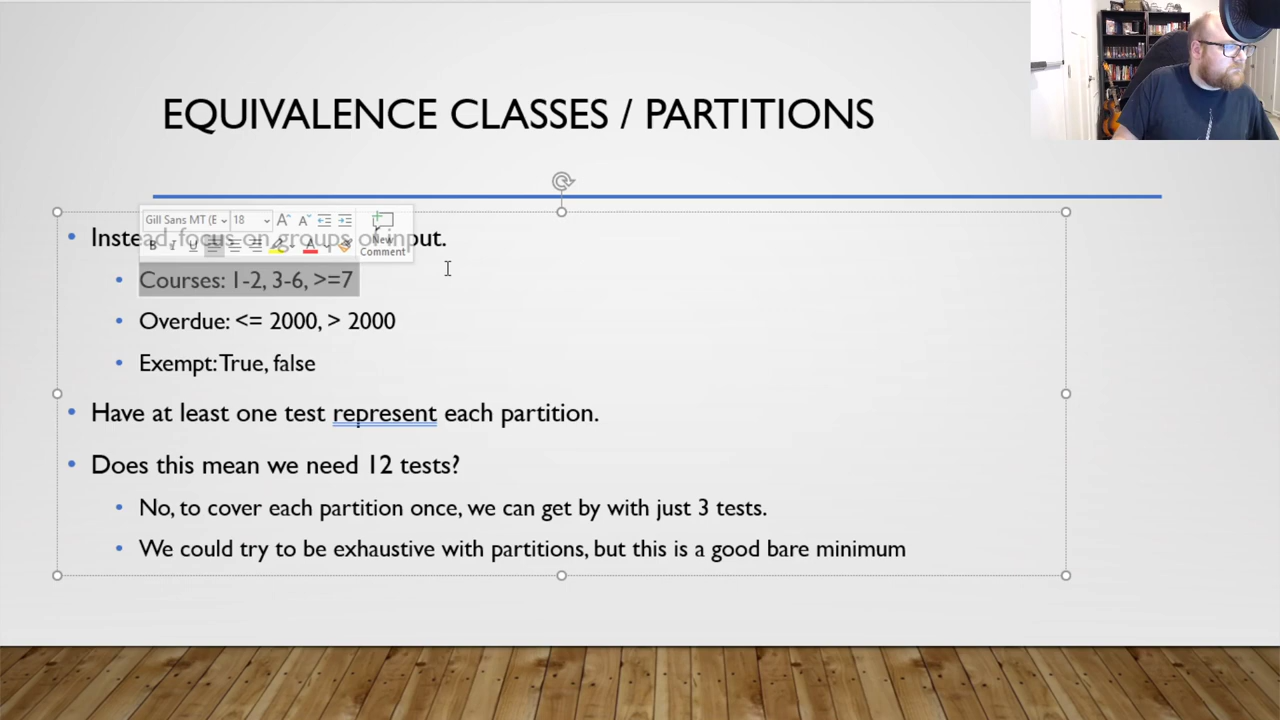 EQUIVALENCE CLASSES / PARTITIONS
Gill Sans MT (E
18
Instead, focus on groups of input.
B I U A New
Comment
Courses: 1-2, 3-6, >=7
Overdue: <= 2000, > 2000
Exempt: True, false
Have at least one test represent each partition.
Does this mean we need 12 tests?
No, to cover each partition once, we can get by with just 3 tests.
We could try to be exhaustive with partitions, but this is a good bare minimum